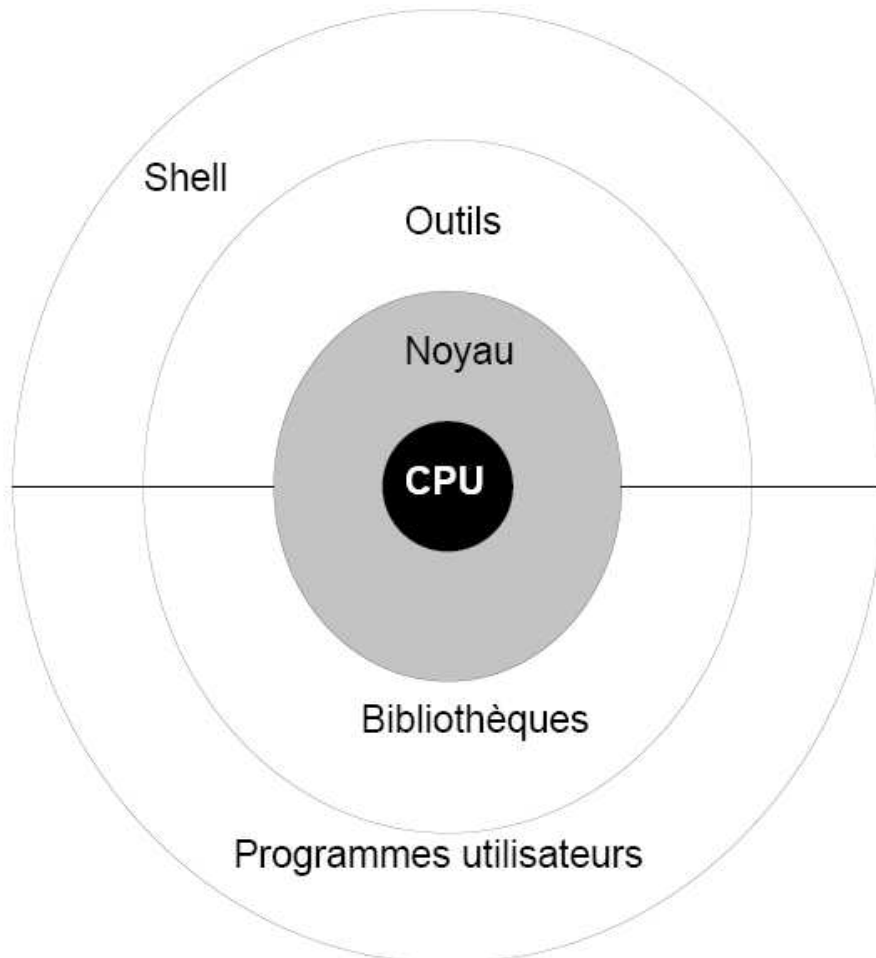 Shell
Outils
Noyau
CPU
Bibliothèques
Programmes utilisateurs